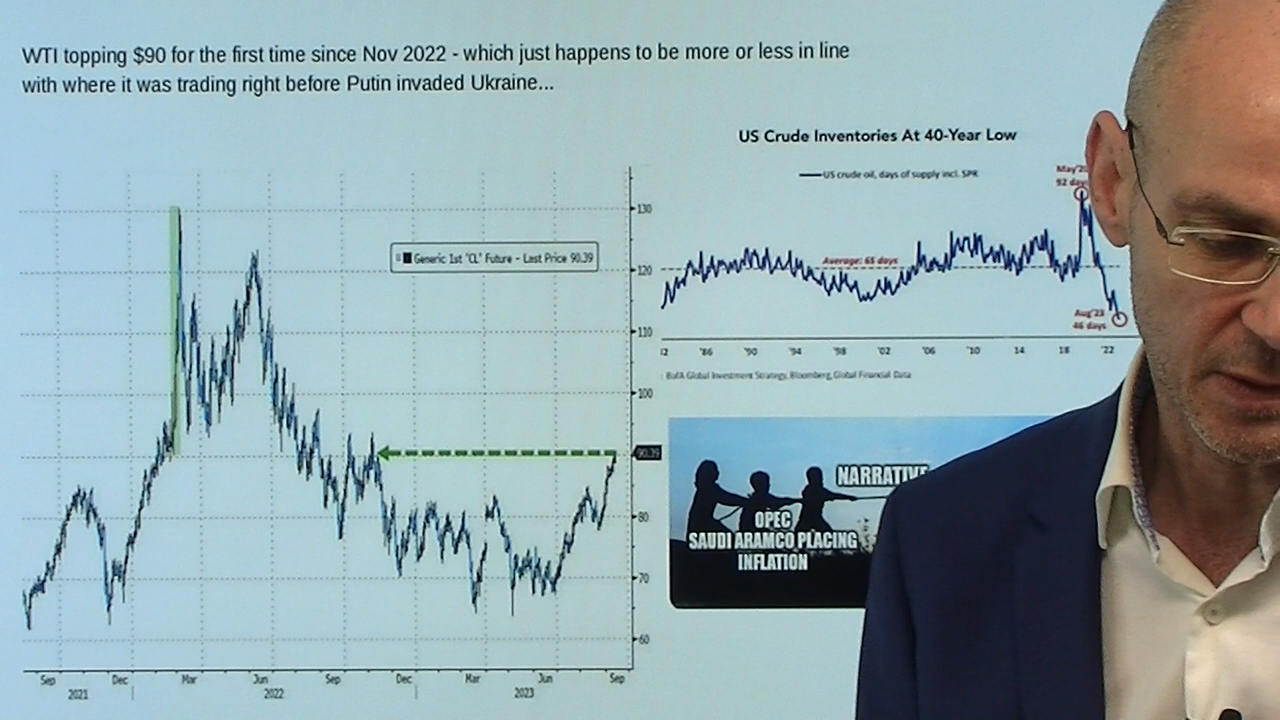 WTI topping $90 for the first time since Nov 2022 - which just happens to be more or less in line
with where it was trading right before Putin invaded Ukraine...
US Crude Inventories At 40-Year Low
US crude oil, days of supply incl. SPR
May'20
92 days
Average: 65 days
Aug'23
46 days
'86 '90 '94 '98 '02 '06 '10 14 18 '22
BofA Global Investment Strategy, Bloomberg, Global Financial Data
Generic 1st 'CL' Future - Last Price 90.39
130
120
110
100
90.39
80
70
60
Sep Dec Mar Jun Sep Dec Mar Jun Sep
2021 2022 2023
NARRATIVE
OPEC
SAUDI ARAMCO PLACING
INFLATION